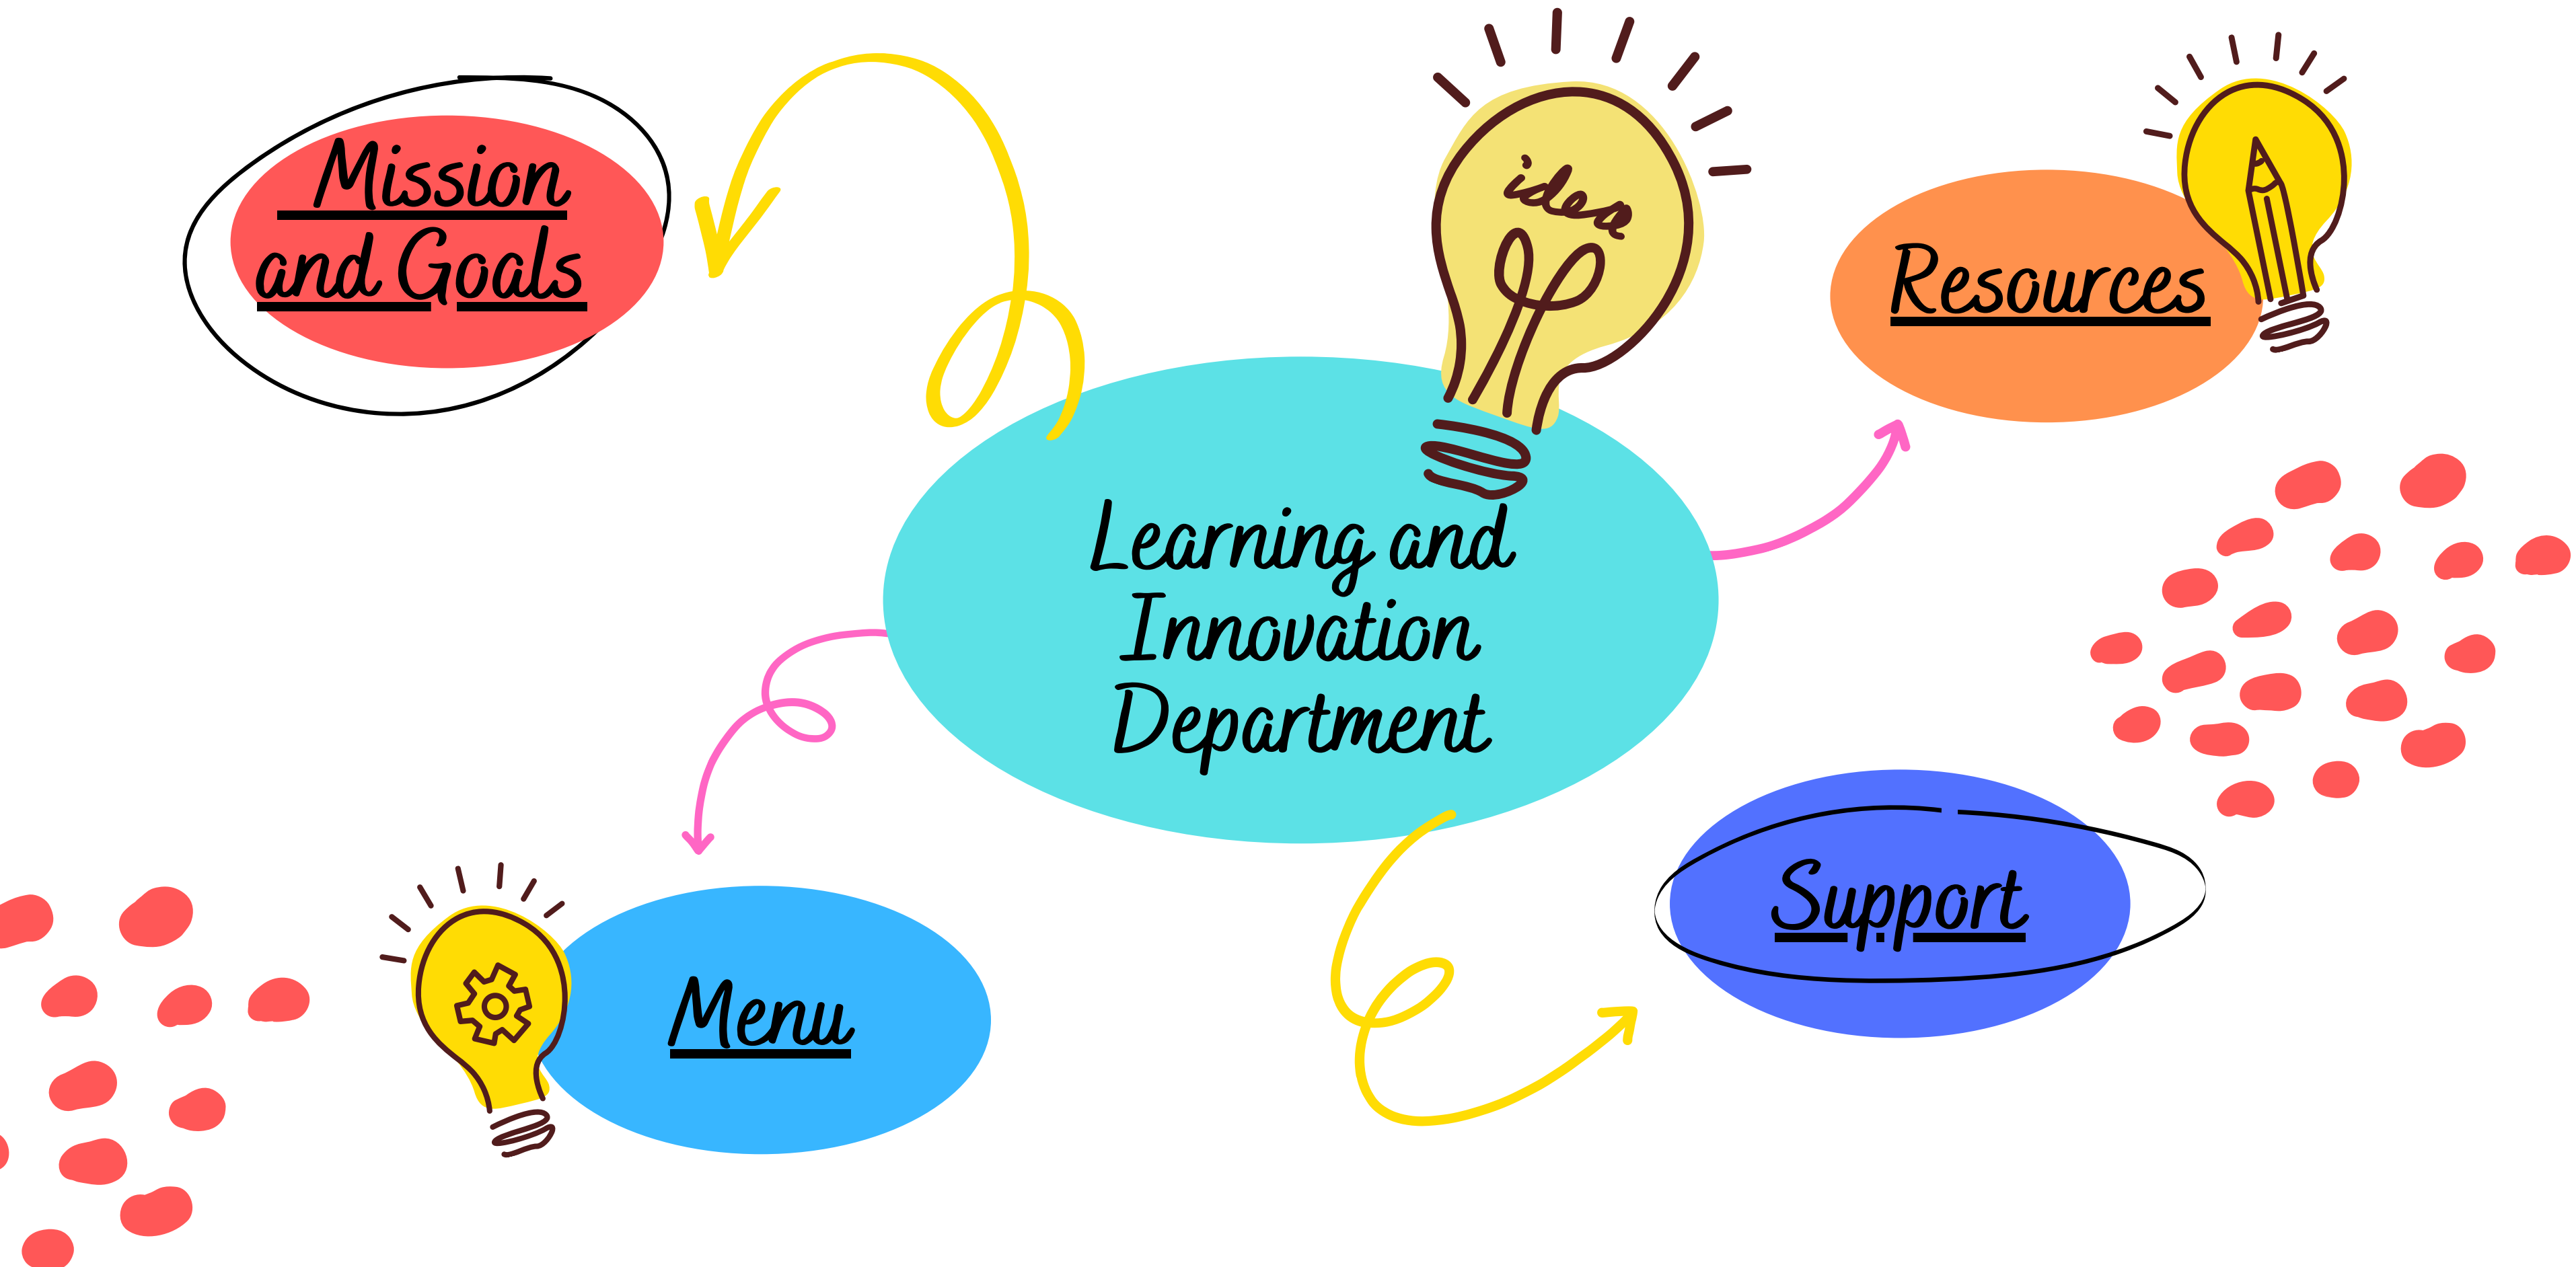 Mission
and Goals
idea
Resources
Learning and
Innovation
Department
Support
Menu